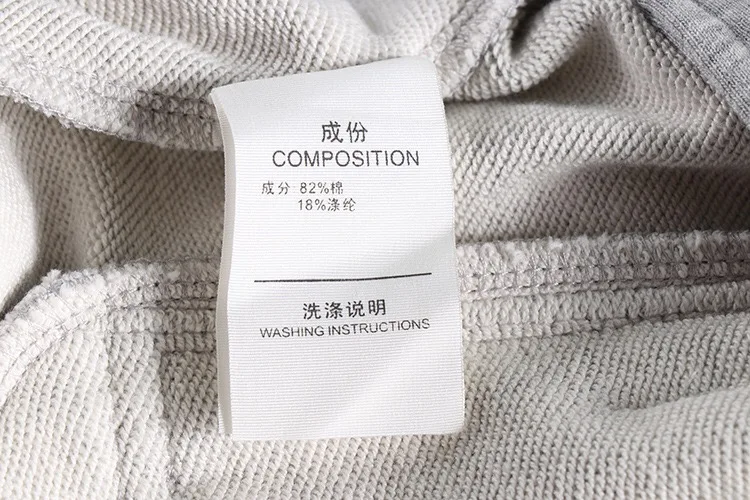 成份
COMPOSITION
成分 82%棉
18%涤纶
洗涤说明
WASHING INSTRUCTIONS